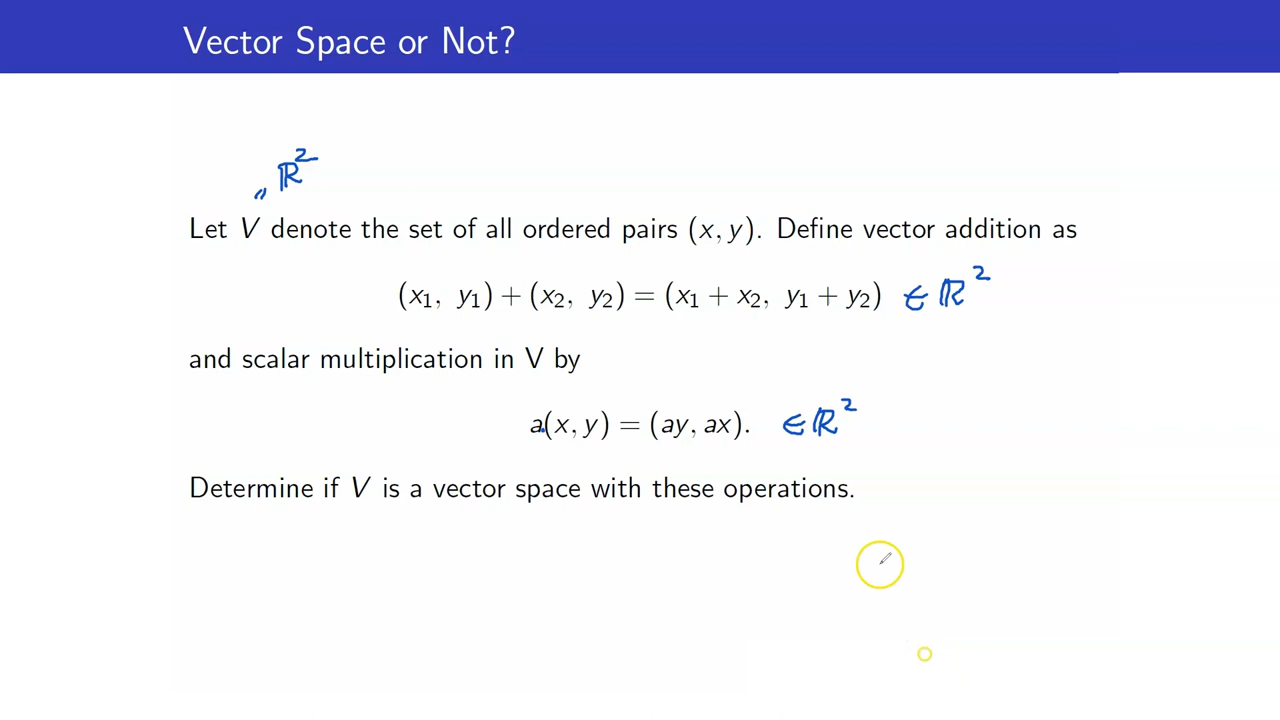 Vector Space or Not?
" ℝ²
Let V denote the set of all ordered pairs (x, y). Define vector addition as
(x₁, y₁) + (x₂, y₂) = (x₁ + x₂, y₁ + y₂) ∈ ℝ²
and scalar multiplication in V by
a.(x, y) = (ay, ax). ∈ ℝ²
Determine if V is a vector space with these operations.